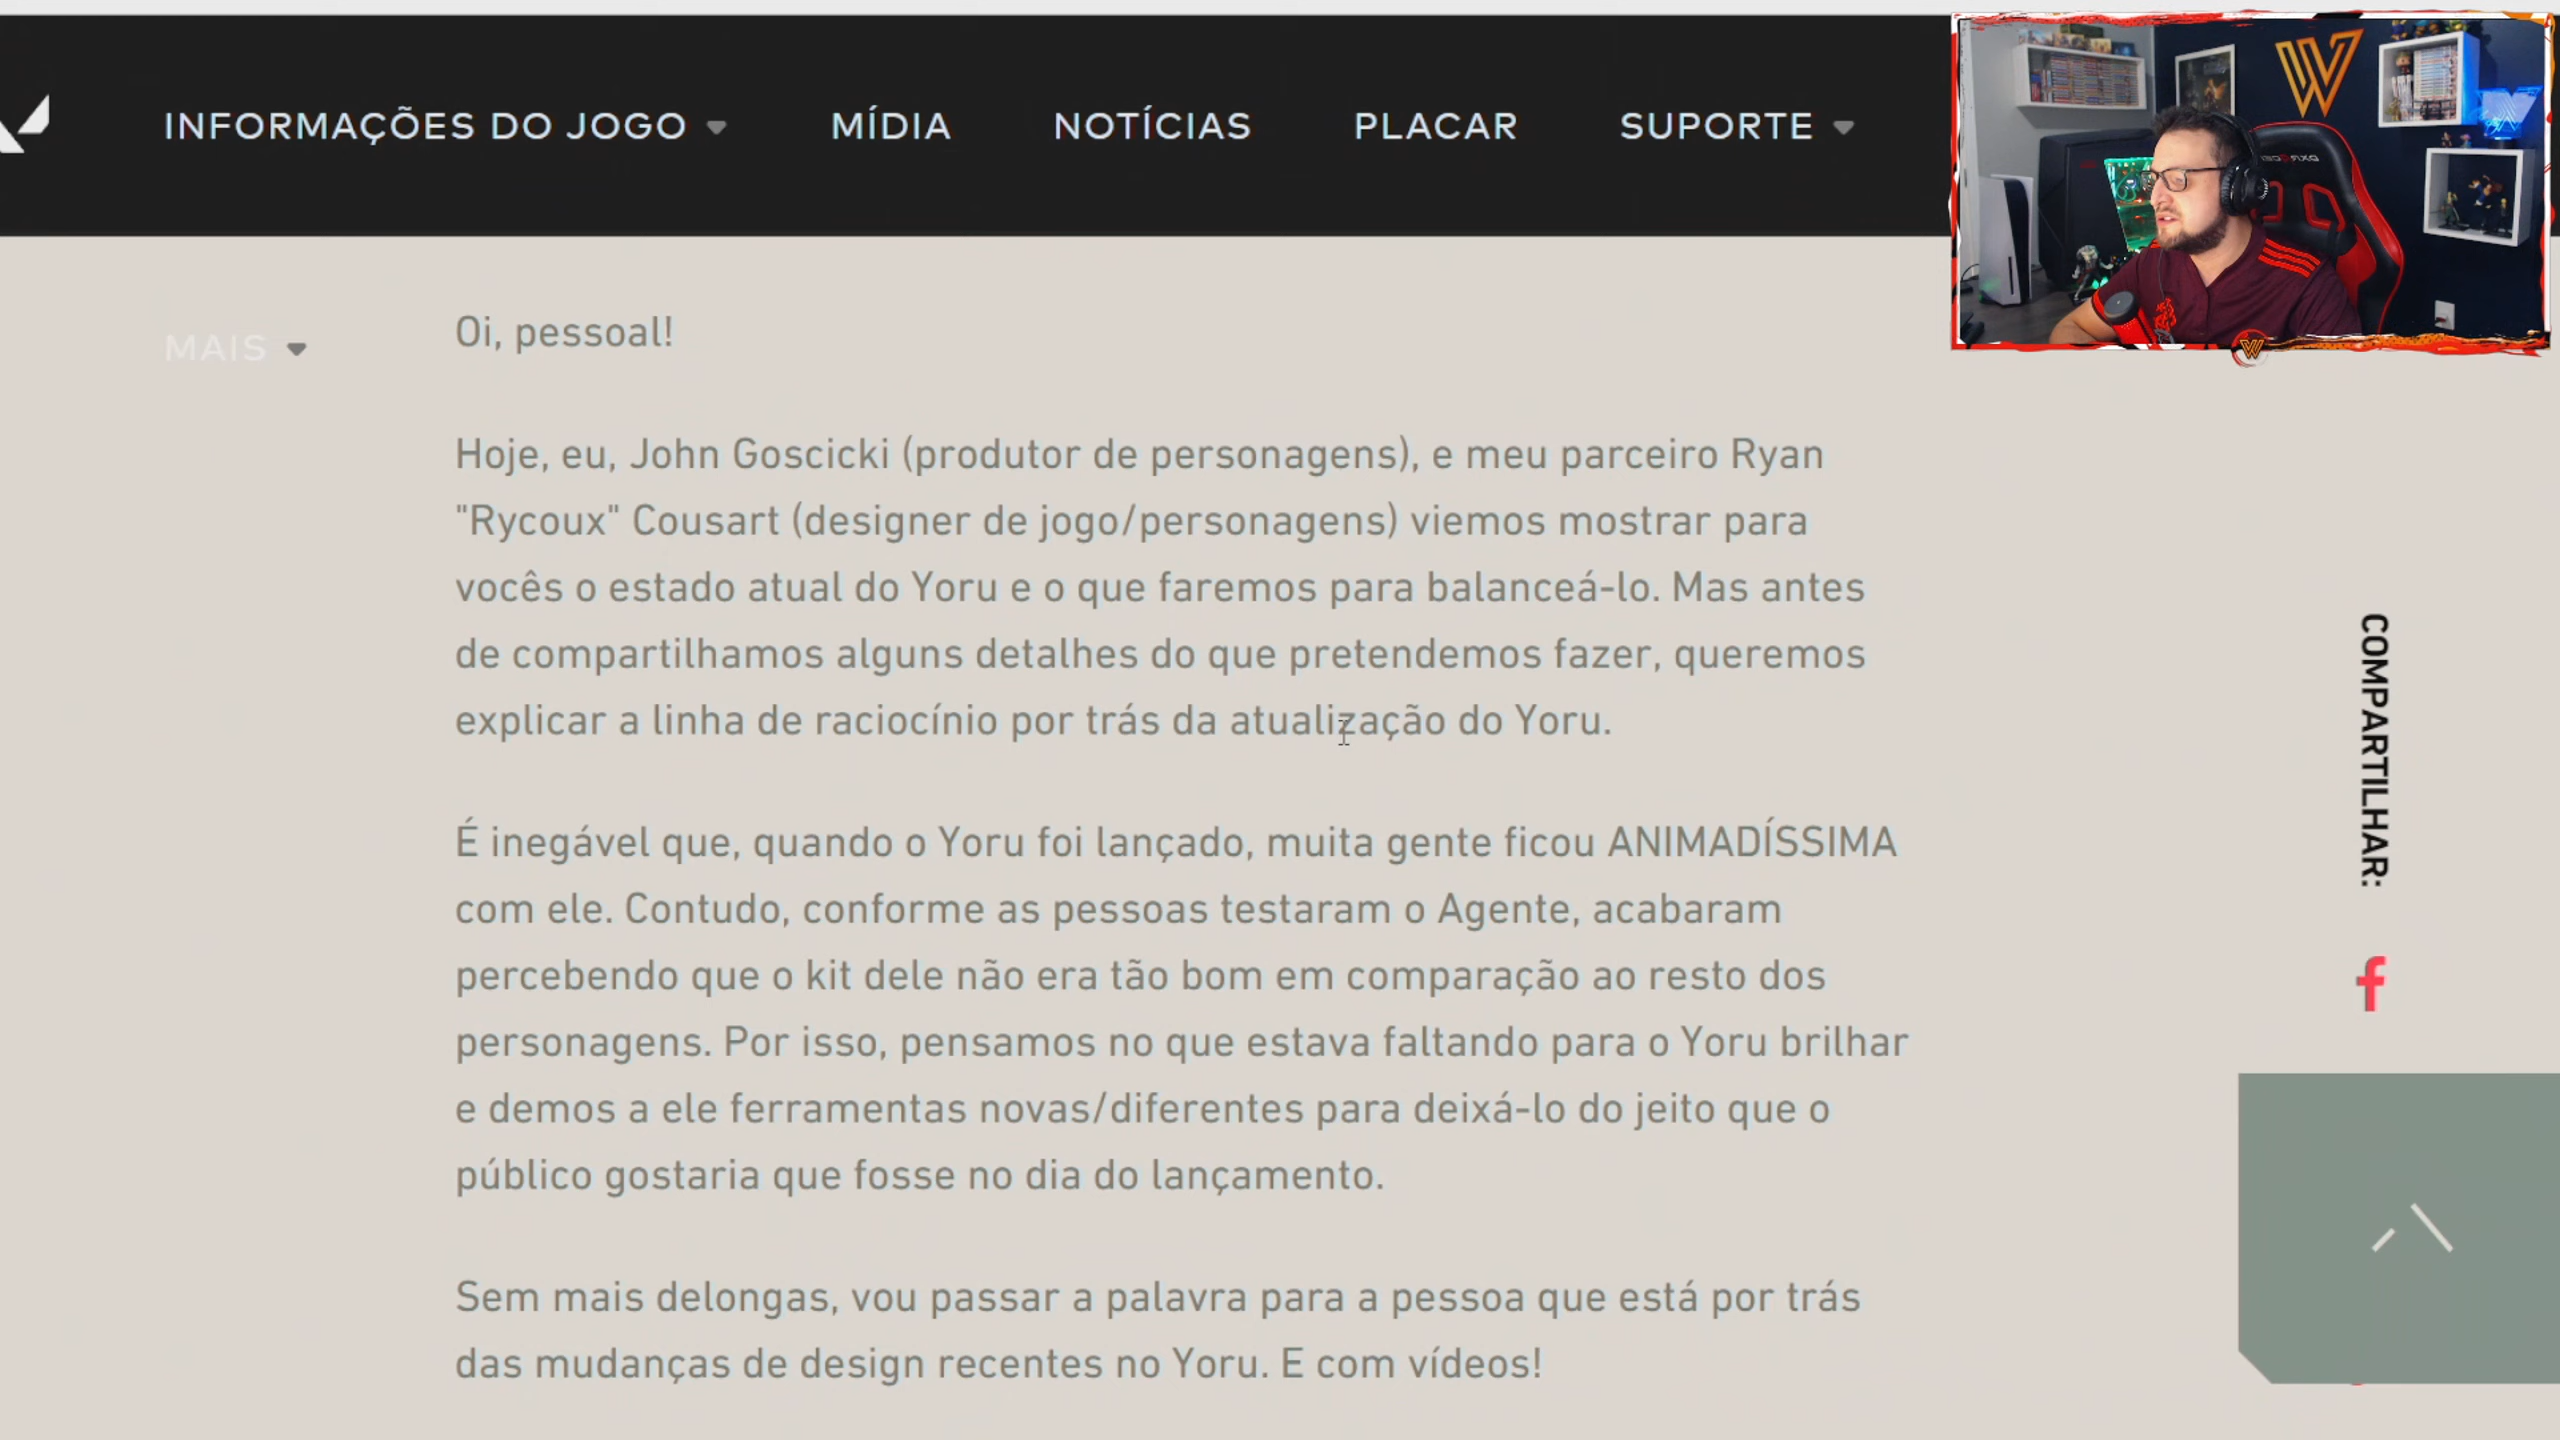 INFORMAÇÕES DO JOGO
MÍDIA
NOTÍCIAS
PLACAR
SUPORTE
MAIS
Oi, pessoal!
Hoje, eu, John Goscicki (produtor de personagens), e meu parceiro Ryan
"Rycoux" Cousart (designer de jogo/personagens) viemos mostrar para
vocês o estado atual do Yoru e o que faremos para balanceá-lo. Mas antes
de compartilhamos alguns detalhes do que pretendemos fazer, queremos
explicar a linha de raciocínio por trás da atualização do Yoru.
É inegável que, quando o Yoru foi lançado, muita gente ficou ANIMADÍSSIMA
com ele. Contudo, conforme as pessoas testaram o Agente, acabaram
percebendo que o kit dele não era tão bom em comparação ao resto dos
personagens. Por isso, pensamos no que estava faltando para o Yoru brilhar
e demos a ele ferramentas novas/diferentes para deixá-lo do jeito que o
público gostaria que fosse no dia do lançamento.
Sem mais delongas, vou passar a palavra para a pessoa que está por trás
das mudanças de design recentes no Yoru. E com vídeos!
COMPARTILHAR: